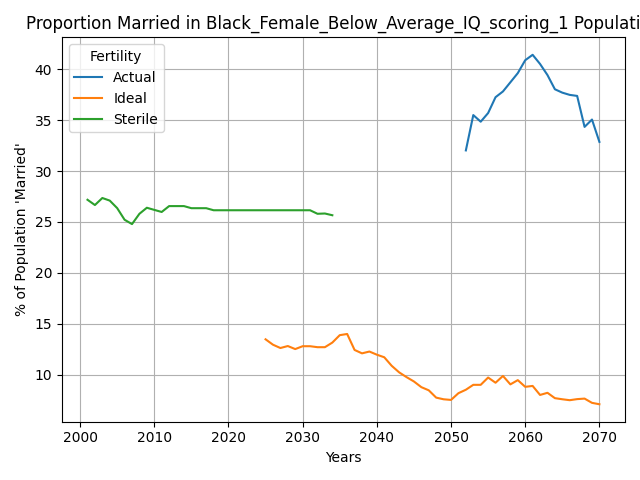 Proportion Married in Black_Female_Below_Average_IQ_scoring_1 Populati
Fertility
Actual
Ideal
Sterile
40
35
30
25
20
15
10
% of Population 'Married'
2000 2010 2020 2030 2040 2050 2060 2070
Years